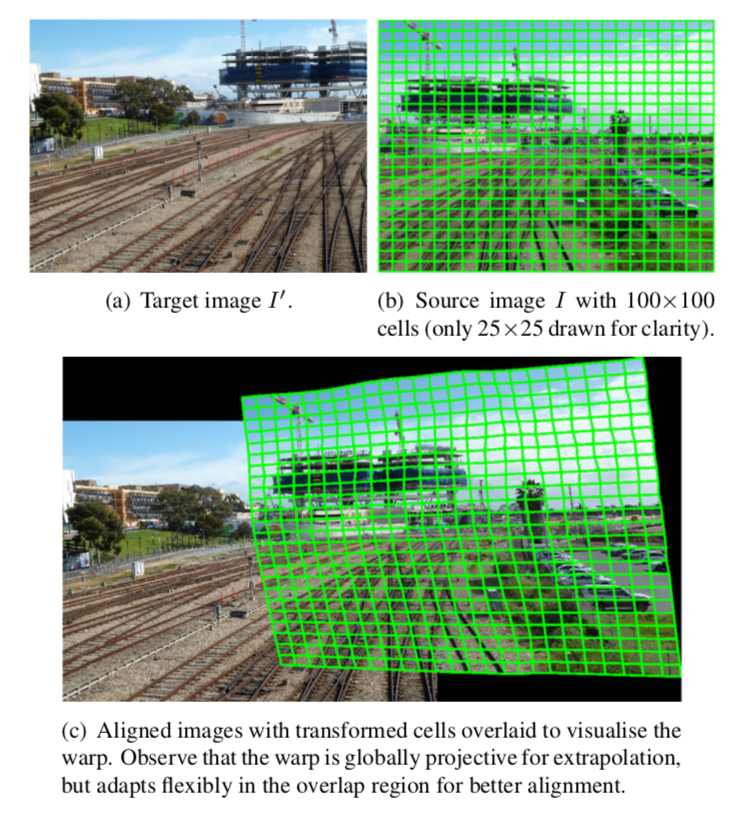 (a) Target image I′.
(b) Source image I with 100×100
cells (only 25×25 drawn for clarity).
(c) Aligned images with transformed cells overlaid to visualise the
warp. Observe that the warp is globally projective for extrapolation,
but adapts flexibly in the overlap region for better alignment.